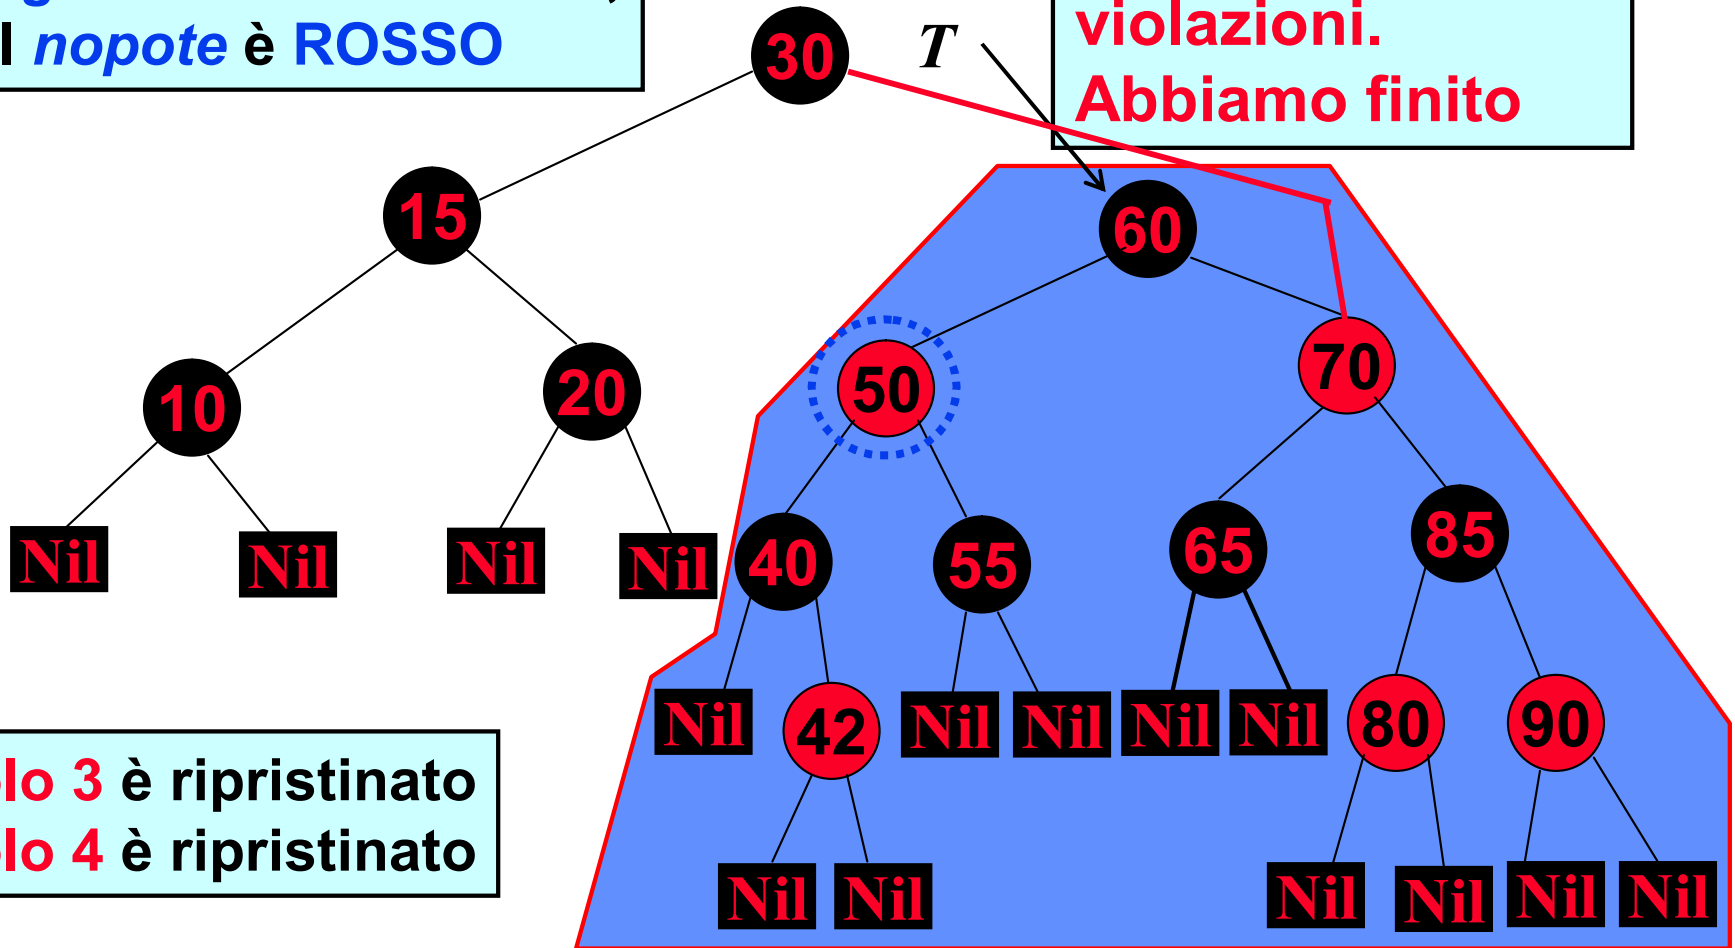 l nopote è ROSSO
violazioni.
Abbiamo finito
T
30
15
60
10
20
50
70
Nil
Nil
Nil
Nil
40
55
65
85
Nil
42
Nil
Nil
Nil
Nil
80
90
Nil
Nil
Nil
Nil
Nil
Nil
lo 3 è ripristinato
lo 4 è ripristinato